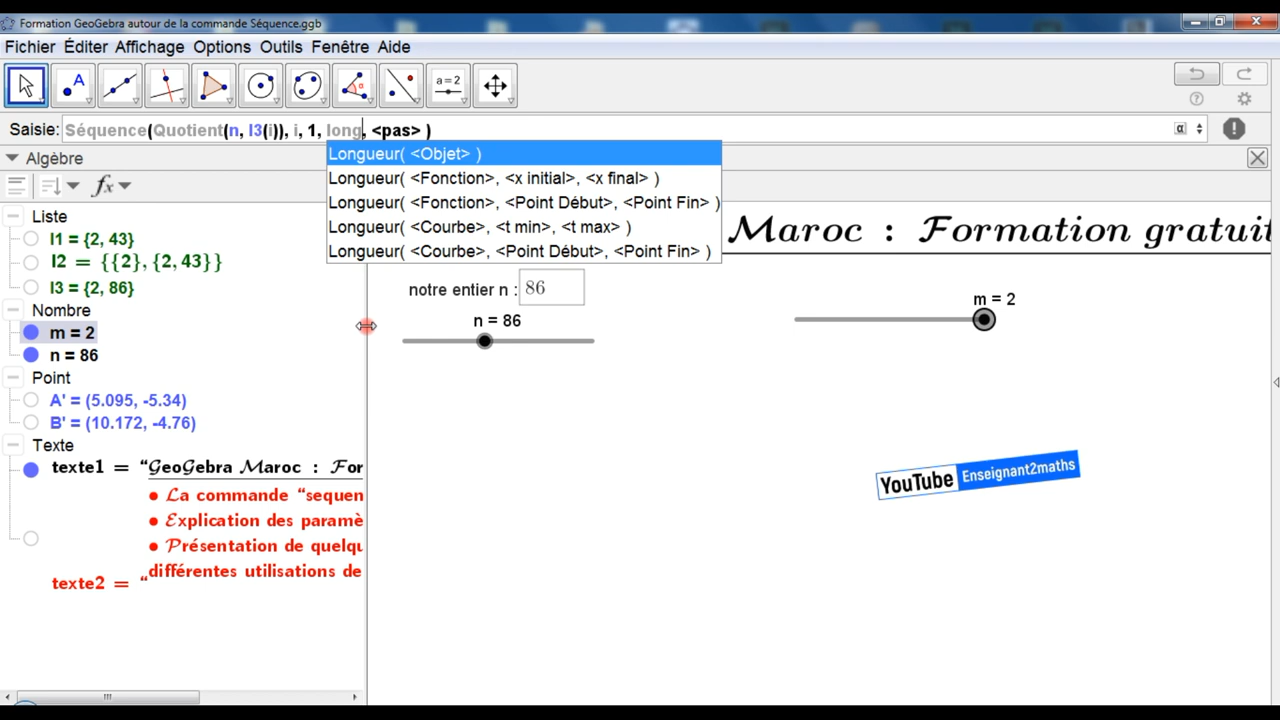 Formation GeoGebra autour de la commande Séquence.ggb
Fichier Éditer Affichage Options Outils Fenêtre Aide
A
α
a=2
Saisie: Séquence(Quotient(n, l3(i)), i, 1, long, <pas> )
α
Algèbre
Longueur( <Objet> )
Longueur( <Fonction>, <x initial>, <x final> )
Longueur( <Fonction>, <Point Début>, <Point Fin> )
Longueur( <Courbe>, <t min>, <t max> )
Longueur( <Courbe>, <Point Début>, <Point Fin> )
fx
Liste
l1 = {2, 43}
l2 = {{2}, {2, 43}}
l3 = {2, 86}
Nombre
m = 2
n = 86
Point
A' = (5.095, -5.34)
B' = (10.172, -4.76)
Texte
texte1 = “GeoGebra Maroc : For
• La commande “sequen
• Explication des paramè
• Présentation de quelqu
différentes utilisations de
texte2 = “
Maroc : Formation gratuit
notre entier n : 86
n = 86
m = 2
YouTube Enseignant2maths